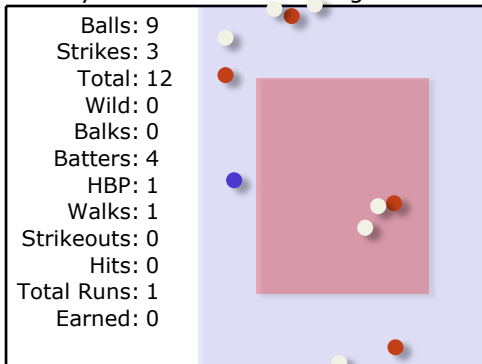 Balls: 9
Strikes: 3
Total: 12
Wild: 0
Balks: 0
Batters: 4
HBP: 1
Walks: 1
Strikeouts: 0
Hits: 0
Total Runs: 1
Earned: 0